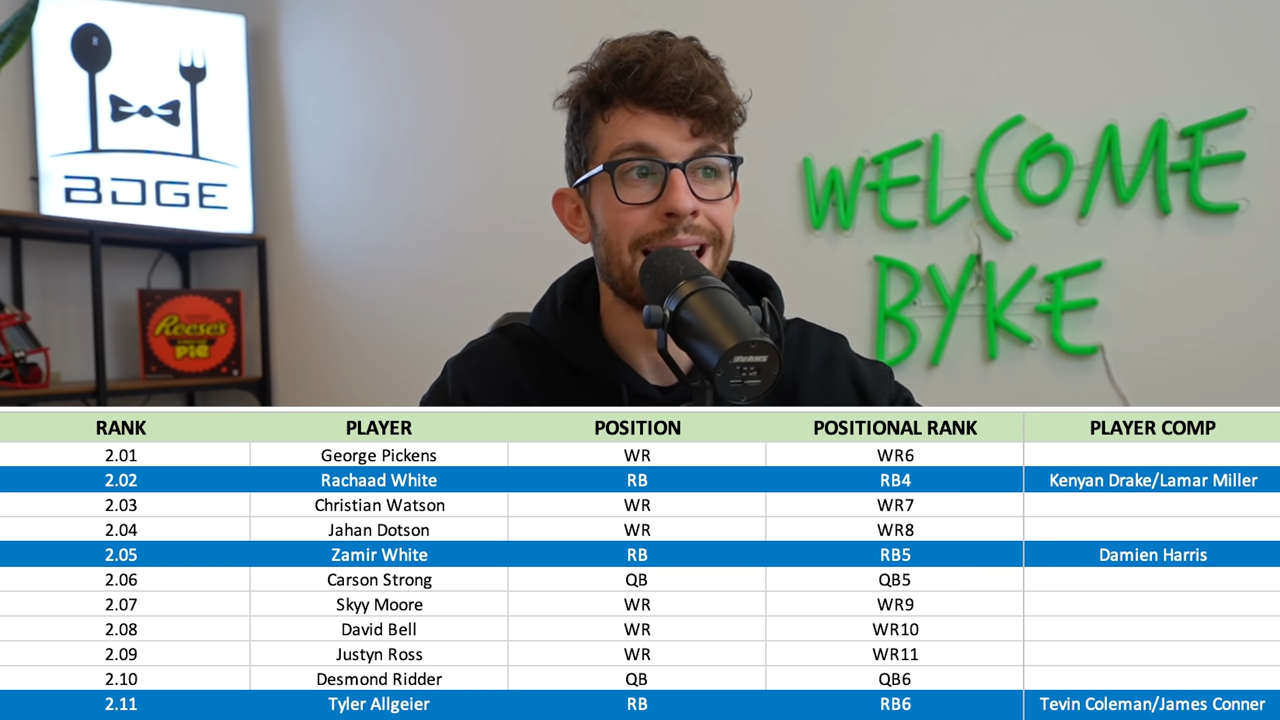 BDGE
WELCOME
BYKE
Reese's
PIE
SHURE
RANK PLAYER POSITION POSITIONAL RANK PLAYER COMP
2.01 George Pickens WR WR6
2.02 Rachaad White RB RB4 Kenyan Drake/Lamar Miller
2.03 Christian Watson WR WR7
2.04 Jahan Dotson WR WR8
2.05 Zamir White RB RB5 Damien Harris
2.06 Carson Strong QB QB5
2.07 Skyy Moore WR WR9
2.08 David Bell WR WR10
2.09 Justyn Ross WR WR11
2.10 Desmond Ridder QB QB6
2.11 Tyler Allgeier RB RB6 Tevin Coleman/James Conner